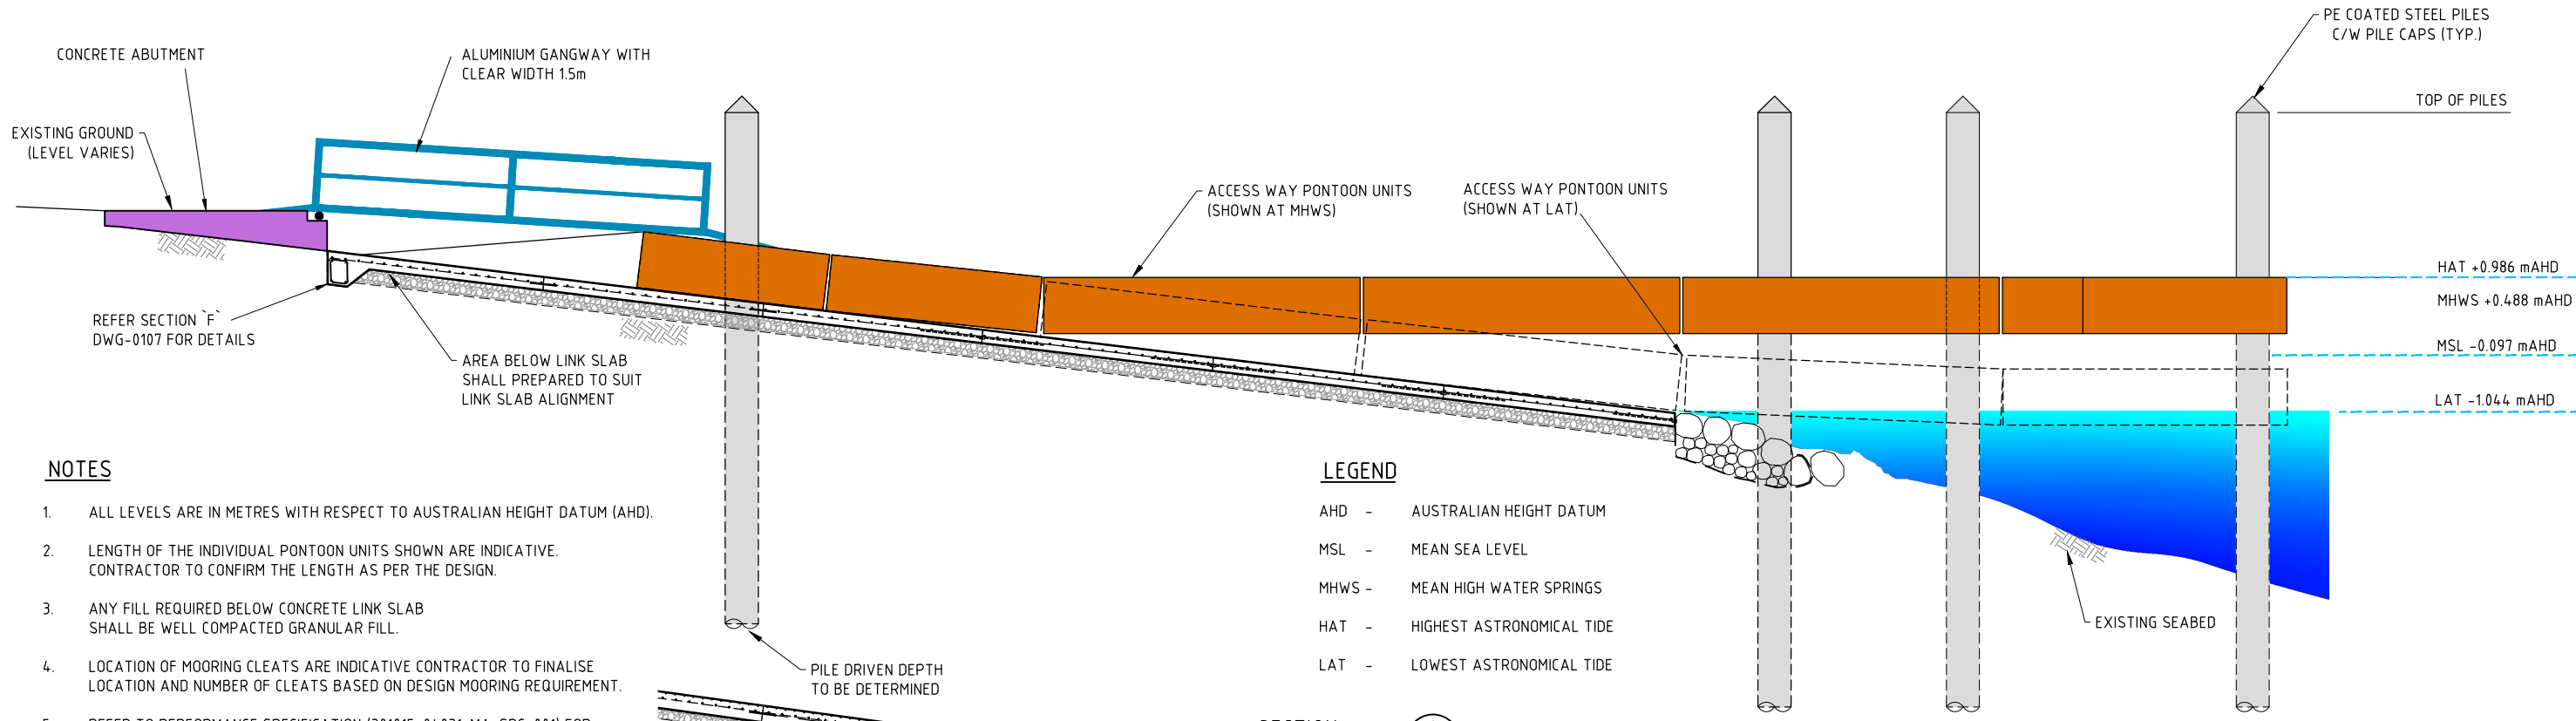 CONCRETE ABUTMENT
EXISTING GROUND
(LEVEL VARIES)
ALUMINIUM GANGWAY WITH
CLEAR WIDTH 1.5m
PE COATED STEEL PILES
C/W PILE CAPS (TYP.)
TOP OF PILES
ACCESS WAY PONTOON UNITS
(SHOWN AT MHWS)
ACCESS WAY PONTOON UNITS
(SHOWN AT LAT)
HAT +0.986 mAHD
MHWS +0.488 mAHD
MSL -0.097 mAHD
LAT -1.044 mAHD
REFER SECTION `F`
DWG-0107 FOR DETAILS
AREA BELOW LINK SLAB
SHALL PREPARED TO SUIT
LINK SLAB ALIGNMENT
NOTES
1. ALL LEVELS ARE IN METRES WITH RESPECT TO AUSTRALIAN HEIGHT DATUM (AHD).
2. LENGTH OF THE INDIVIDUAL PONTOON UNITS SHOWN ARE INDICATIVE.
CONTRACTOR TO CONFIRM THE LENGTH AS PER THE DESIGN.
3. ANY FILL REQUIRED BELOW CONCRETE LINK SLAB
SHALL BE WELL COMPACTED GRANULAR FILL.
4. LOCATION OF MOORING CLEATS ARE INDICATIVE CONTRACTOR TO FINALISE
LOCATION AND NUMBER OF CLEATS BASED ON DESIGN MOORING REQUIREMENT.
PILE DRIVEN DEPTH
TO BE DETERMINED
LEGEND
AHD - AUSTRALIAN HEIGHT DATUM
MSL - MEAN SEA LEVEL
MHWS - MEAN HIGH WATER SPRINGS
HAT - HIGHEST ASTRONOMICAL TIDE
LAT - LOWEST ASTRONOMICAL TIDE
EXISTING SEABED
SECTION